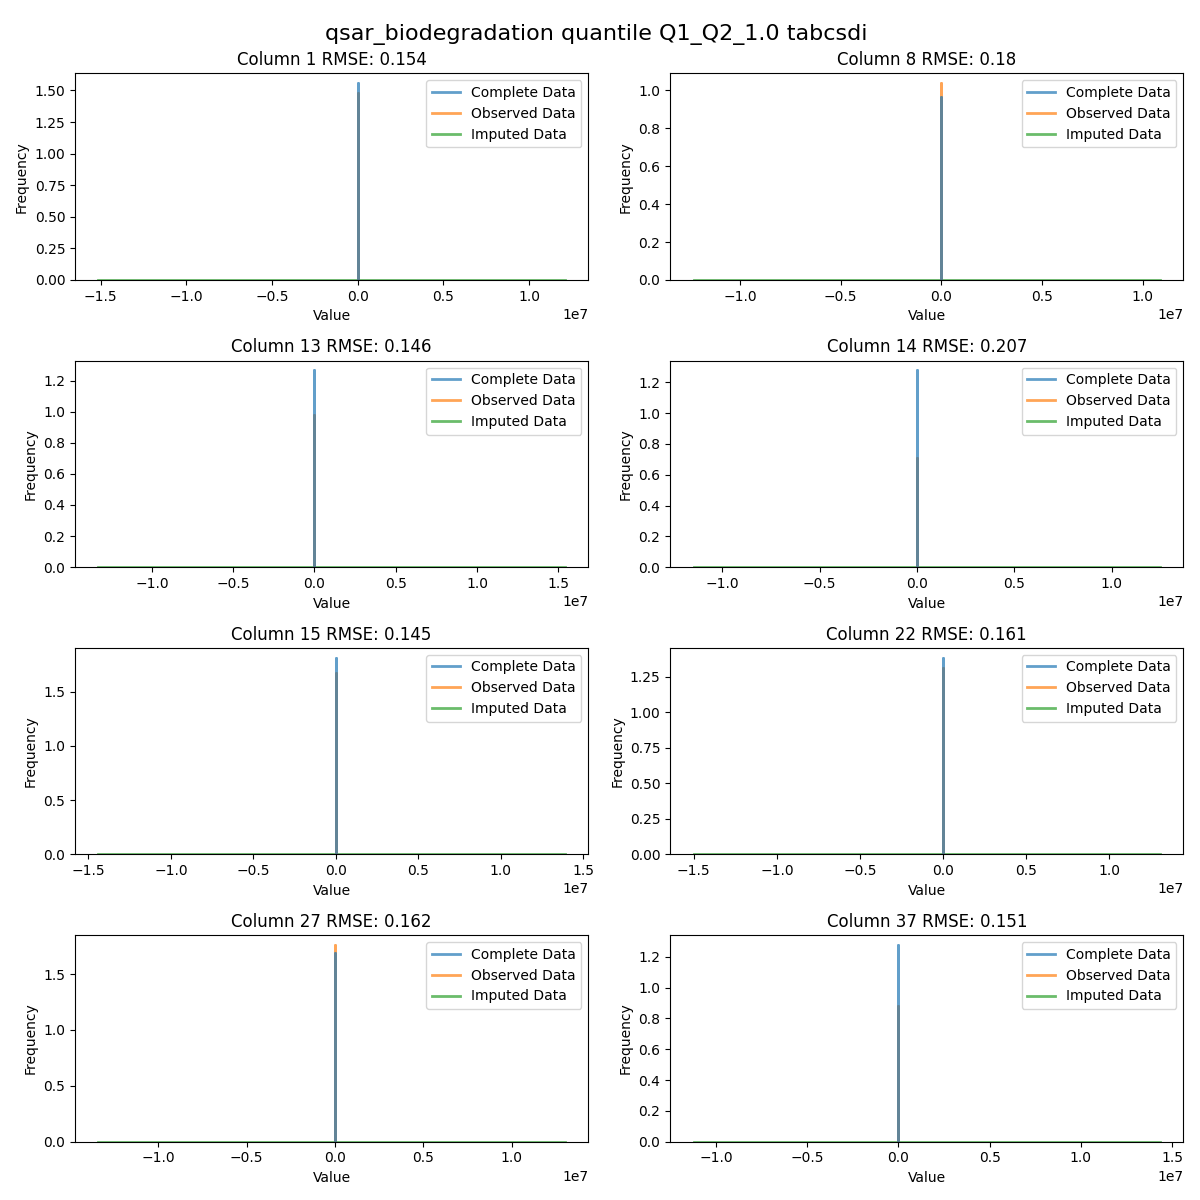 qsar_biodegradation quantile Q1_Q2_1.0 tabcsdi
Column 1 RMSE: 0.154
Frequency
1.50
1.25
1.00
0.75
0.50
0.25
0.00
Complete Data
Observed Data
Imputed Data
−1.5 −1.0 −0.5 0.0 0.5 1.0
Value
1e7
Column 8 RMSE: 0.18
Frequency
1.0
0.8
0.6
0.4
0.2
0.0
Complete Data
Observed Data
Imputed Data
−1.0 −0.5 0.0 0.5 1.0
Value
1e7
Column 13 RMSE: 0.146
Frequency
1.2
1.0
0.8
0.6
0.4
0.2
0.0
Complete Data
Observed Data
Imputed Data
−1.0 −0.5 0.0 0.5 1.0 1.5
Value
1e7
Column 14 RMSE: 0.207
Frequency
1.2
1.0
0.8
0.6
0.4
0.2
0.0
Complete Data
Observed Data
Imputed Data
−1.0 −0.5 0.0 0.5 1.0
Value
1e7
Column 15 RMSE: 0.145
Frequency
1.5
1.0
0.5
0.0
Complete Data
Observed Data
Imputed Data
−1.5 −1.0 −0.5 0.0 0.5 1.0 1.5
Value
1e7
Column 22 RMSE: 0.161
Frequency
1.25
1.00
0.75
0.50
0.25
0.00
Complete Data
Observed Data
Imputed Data
−1.5 −1.0 −0.5 0.0 0.5 1.0
Value
1e7
Column 27 RMSE: 0.162
Frequency
1.5
1.0
0.5
0.0
Complete Data
Observed Data
Imputed Data
−1.0 −0.5 0.0 0.5 1.0
Value
1e7
Column 37 RMSE: 0.151
Frequency
1.2
1.0
0.8
0.6
0.4
0.2
0.0
Complete Data
Observed Data
Imputed Data
−1.0 −0.5 0.0 0.5 1.0 1.5
Value
1e7